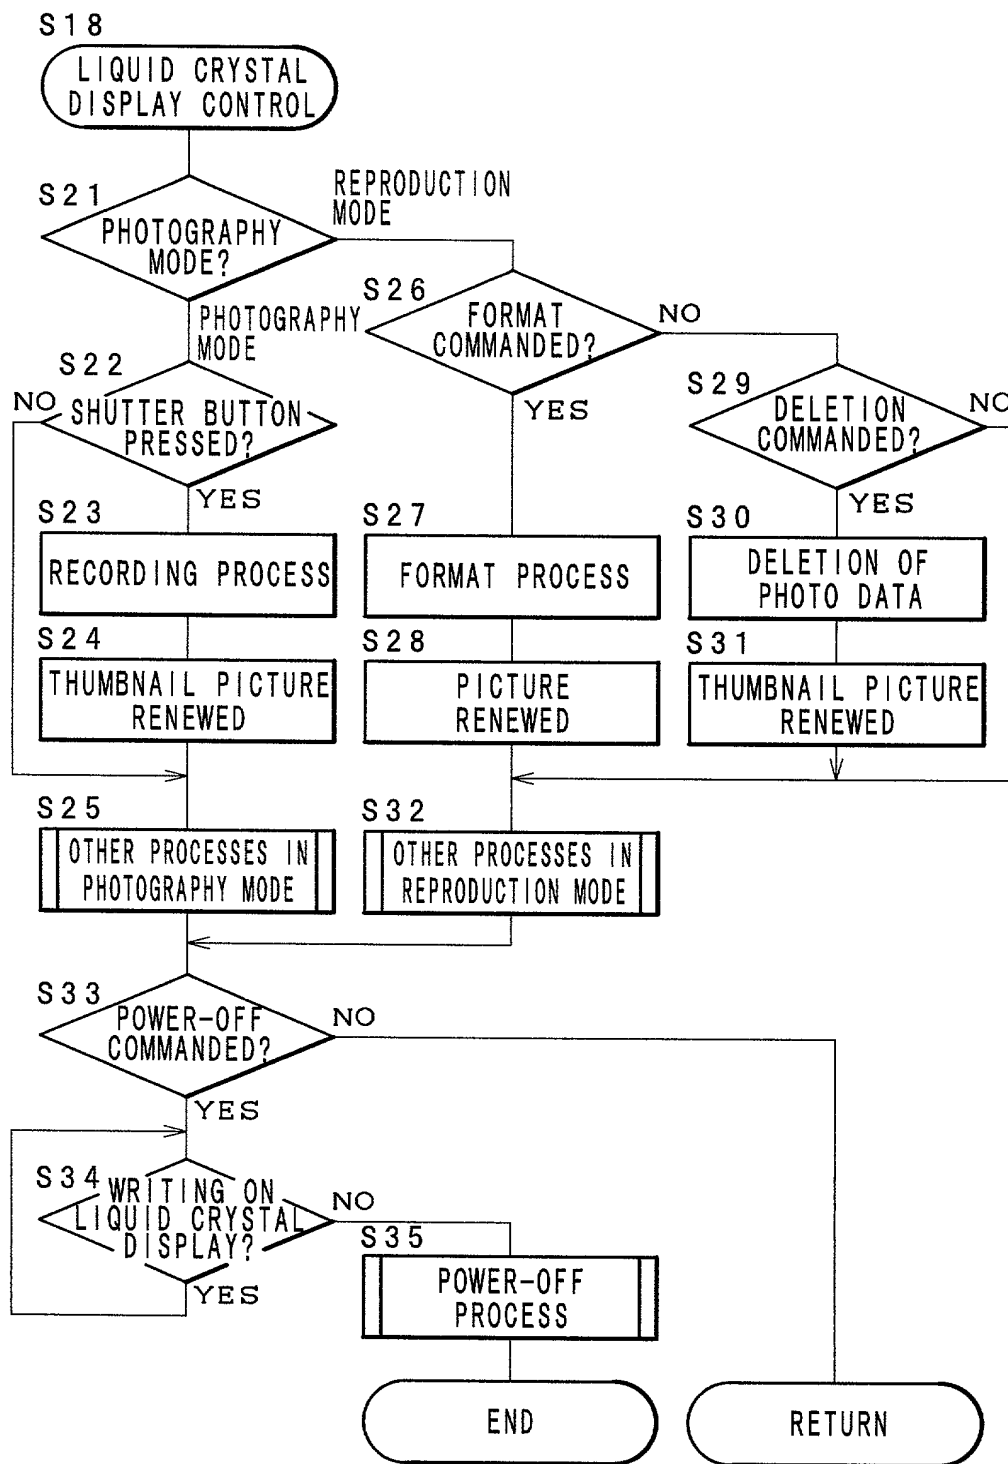 S18
LIQUID CRYSTAL
DISPLAY CONTROL
S21
PHOTOGRAPHY
MODE?
REPRODUCTION
MODE
PHOTOGRAPHY
MODE
S26
FORMAT
COMMANDED?
NO
YES
S22
NO
SHUTTER BUTTON
PRESSED?
YES
S29
DELETION
COMMANDED?
NO
YES
S23
RECORDING PROCESS
S27
FORMAT PROCESS
S30
DELETION OF
PHOTO DATA
S24
THUMBNAIL PICTURE
RENEWED
S28
PICTURE
RENEWED
S31
THUMBNAIL PICTURE
RENEWED
S25
OTHER PROCESSES IN
PHOTOGRAPHY MODE
S32
OTHER PROCESSES IN
REPRODUCTION MODE
S33
POWER-OFF
COMMANDED?
NO
YES
S34
WRITING ON
LIQUID CRYSTAL
DISPLAY?
NO
YES
S35
POWER-OFF
PROCESS
END
RETURN